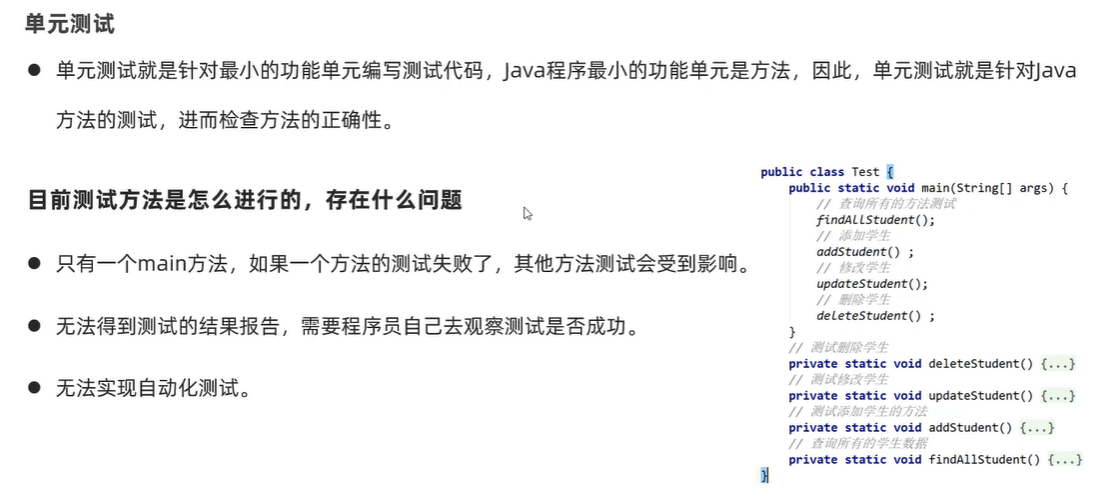 单元测试
● 单元测试就是针对最小的功能单元编写测试代码，Java程序最小的功能单元是方法，因此，单元测试就是针对Java
方法的测试，进而检查方法的正确性。
目前测试方法是怎么进行的，存在什么问题
● 只有一个main方法，如果一个方法的测试失败了，其他方法测试会受到影响。
● 无法得到测试的结果报告，需要程序员自己去观察测试是否成功。
● 无法实现自动化测试。
public class Test {
public static void main(String[] args) {
// 查询所有的方法测试
findAllStudent();
// 添加学生
addStudent() ;
// 修改学生
updateStudent();
// 删除学生
deleteStudent() ;
}
// 测试删除学生
private static void deleteStudent() {...}
// 测试修改学生
private static void updateStudent() {...}
// 测试添加学生的方法
private static void addStudent() {...}
// 查询所有的学生数据
private static void findAllStudent() {...}
}